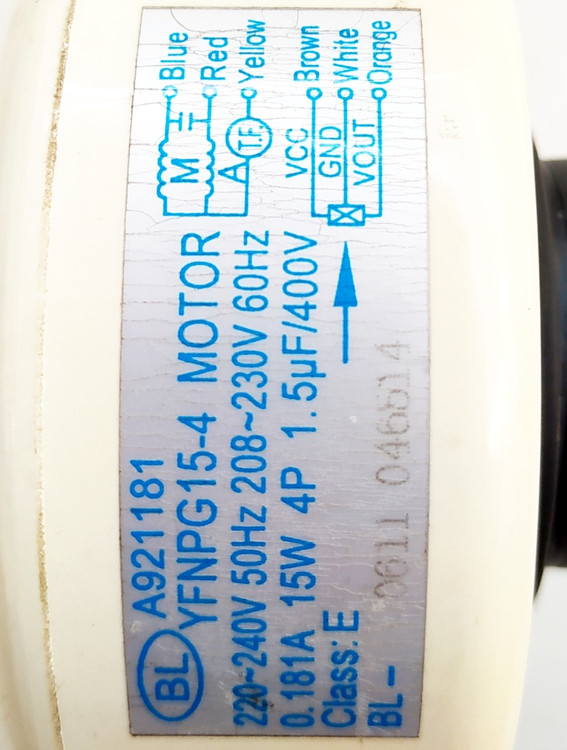 BL A921181
YFNPG15-4 MOTOR
220~240V 50Hz 208~230V 60Hz
0.181A 15W 4P 1.5μF/400V
Class: E
BL-
M
A
T.F.
Blue
Red
Yellow
VCC
GND
VOUT
Brown
White
Orange
0611